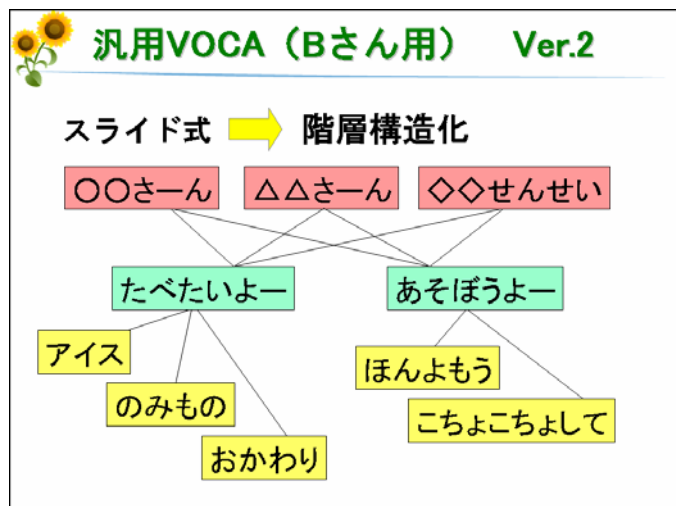 汎用VOCA（Bさん用）　Ver.2
スライド式 階層構造化
○○さーん △△さーん ◇◇せんせい
たべたいよー あそぼうよー
アイス
ほんよもう
のみもの
こちょこちょして
おかわり